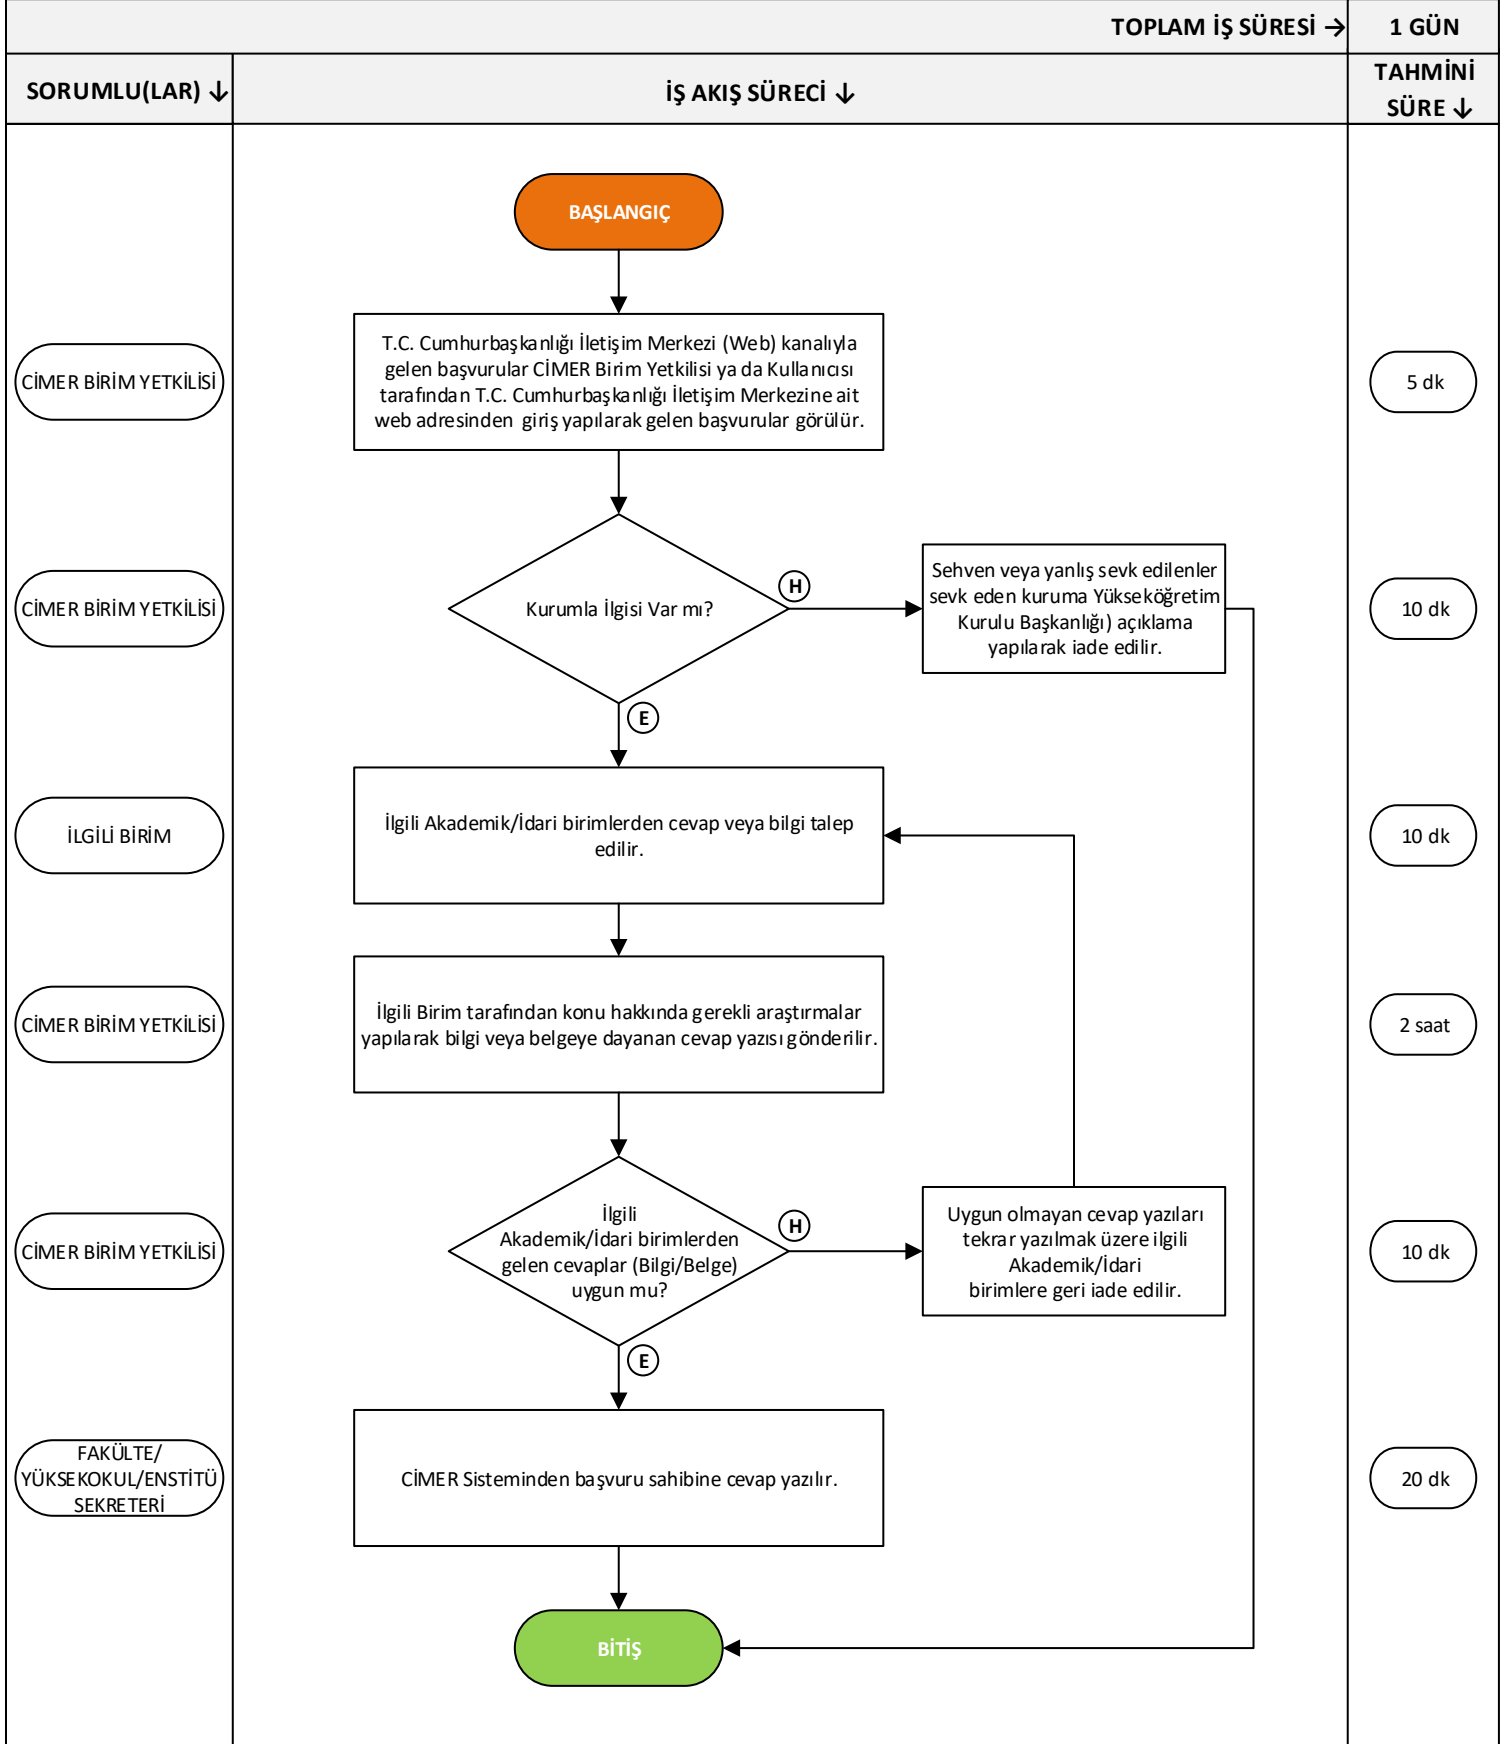 TOPLAM İŞ SÜRESİ →
1 GÜN
SORUMLU(LAR) ↓
İŞ AKIŞ SÜRECİ ↓
TAHMİNİ
SÜRE ↓
BAŞLANGIÇ
CİMER BİRİM YETKİLİSİ
T.C. Cumhurbaşkanlığı İletişim Merkezi (Web) kanalıyla
gelen başvurular CİMER Birim Yetkilisi ya da Kullanıcısı
tarafından T.C. Cumhurbaşkanlığı İletişim Merkezine ait
web adresinden giriş yapılarak gelen başvurular görülür.
5 dk
CİMER BİRİM YETKİLİSİ
Kurumla İlgisi Var mı?
H
Sehven veya yanlış sevk edilenler
sevk eden kuruma Yükseköğretim
Kurulu Başkanlığı) açıklama
yapılarak iade edilir.
10 dk
E
İLGİLİ BİRİM
İlgili Akademik/İdari birimlerden cevap veya bilgi talep
edilir.
10 dk
CİMER BİRİM YETKİLİSİ
İlgili Birim tarafından konu hakkında gerekli araştırmalar
yapılarak bilgi veya belgeye dayanan cevap yazısı gönderilir.
2 saat
CİMER BİRİM YETKİLİSİ
İlgili
Akademik/İdari birimlerden
gelen cevaplar (Bilgi/Belge)
uygun mu?
H
Uygun olmayan cevap yazıları
tekrar yazılmak üzere ilgili
Akademik/İdari
birimlere geri iade edilir.
10 dk
E
FAKÜLTE/
YÜKSEKOKUL/ENSTİTÜ
SEKRETERİ
CİMER Sisteminden başvuru sahibine cevap yazılır.
20 dk
BİTİŞ